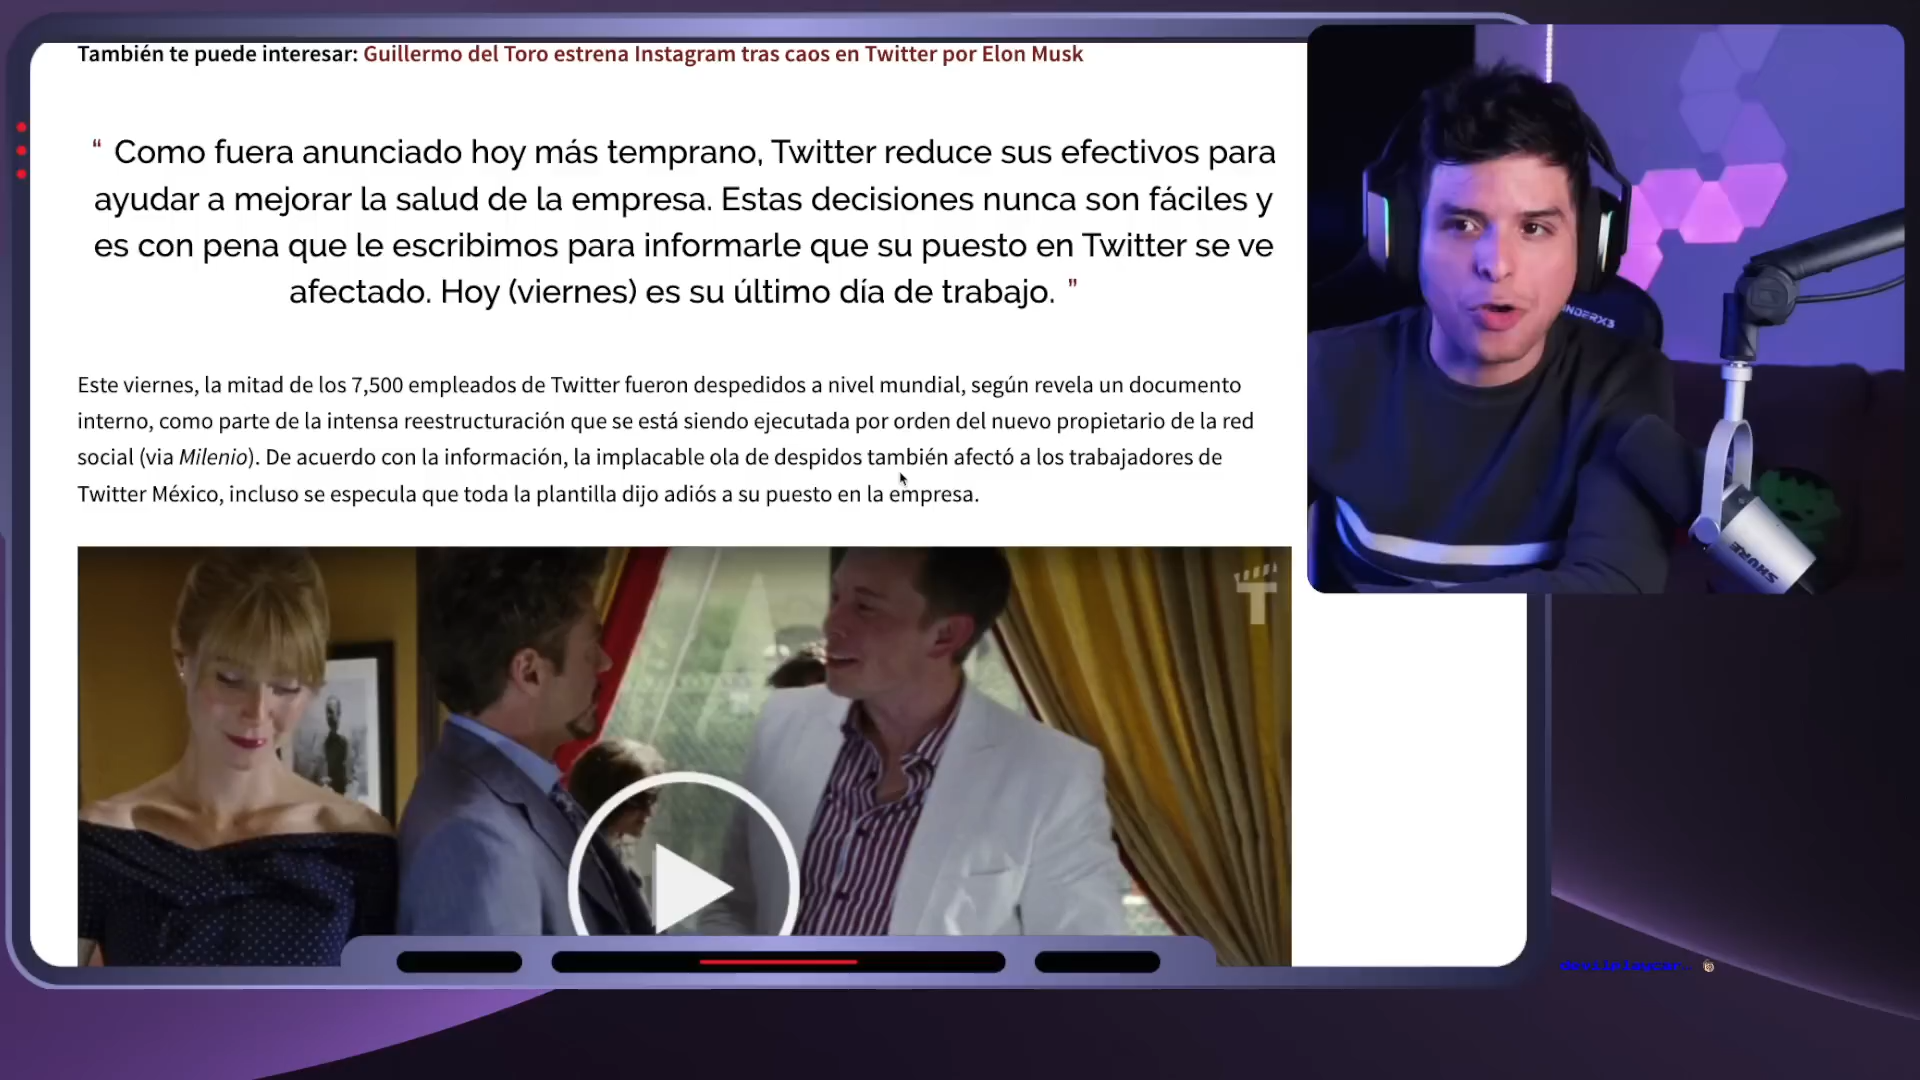 También te puede interesar: Guillermo del Toro estrena Instagram tras caos en Twitter por Elon Musk
“ Como fuera anunciado hoy más temprano, Twitter reduce sus efectivos para
ayudar a mejorar la salud de la empresa. Estas decisiones nunca son fáciles y
es con pena que le escribimos para informarle que su puesto en Twitter se ve
afectado. Hoy (viernes) es su último día de trabajo. ”
Este viernes, la mitad de los 7,500 empleados de Twitter fueron despedidos a nivel mundial, según revela un documento
interno, como parte de la intensa reestructuración que se está siendo ejecutada por orden del nuevo propietario de la red
social (via Milenio). De acuerdo con la información, la implacable ola de despidos también afectó a los trabajadores de
Twitter México, incluso se especula que toda la plantilla dijo adiós a su puesto en la empresa.
T
SHURE